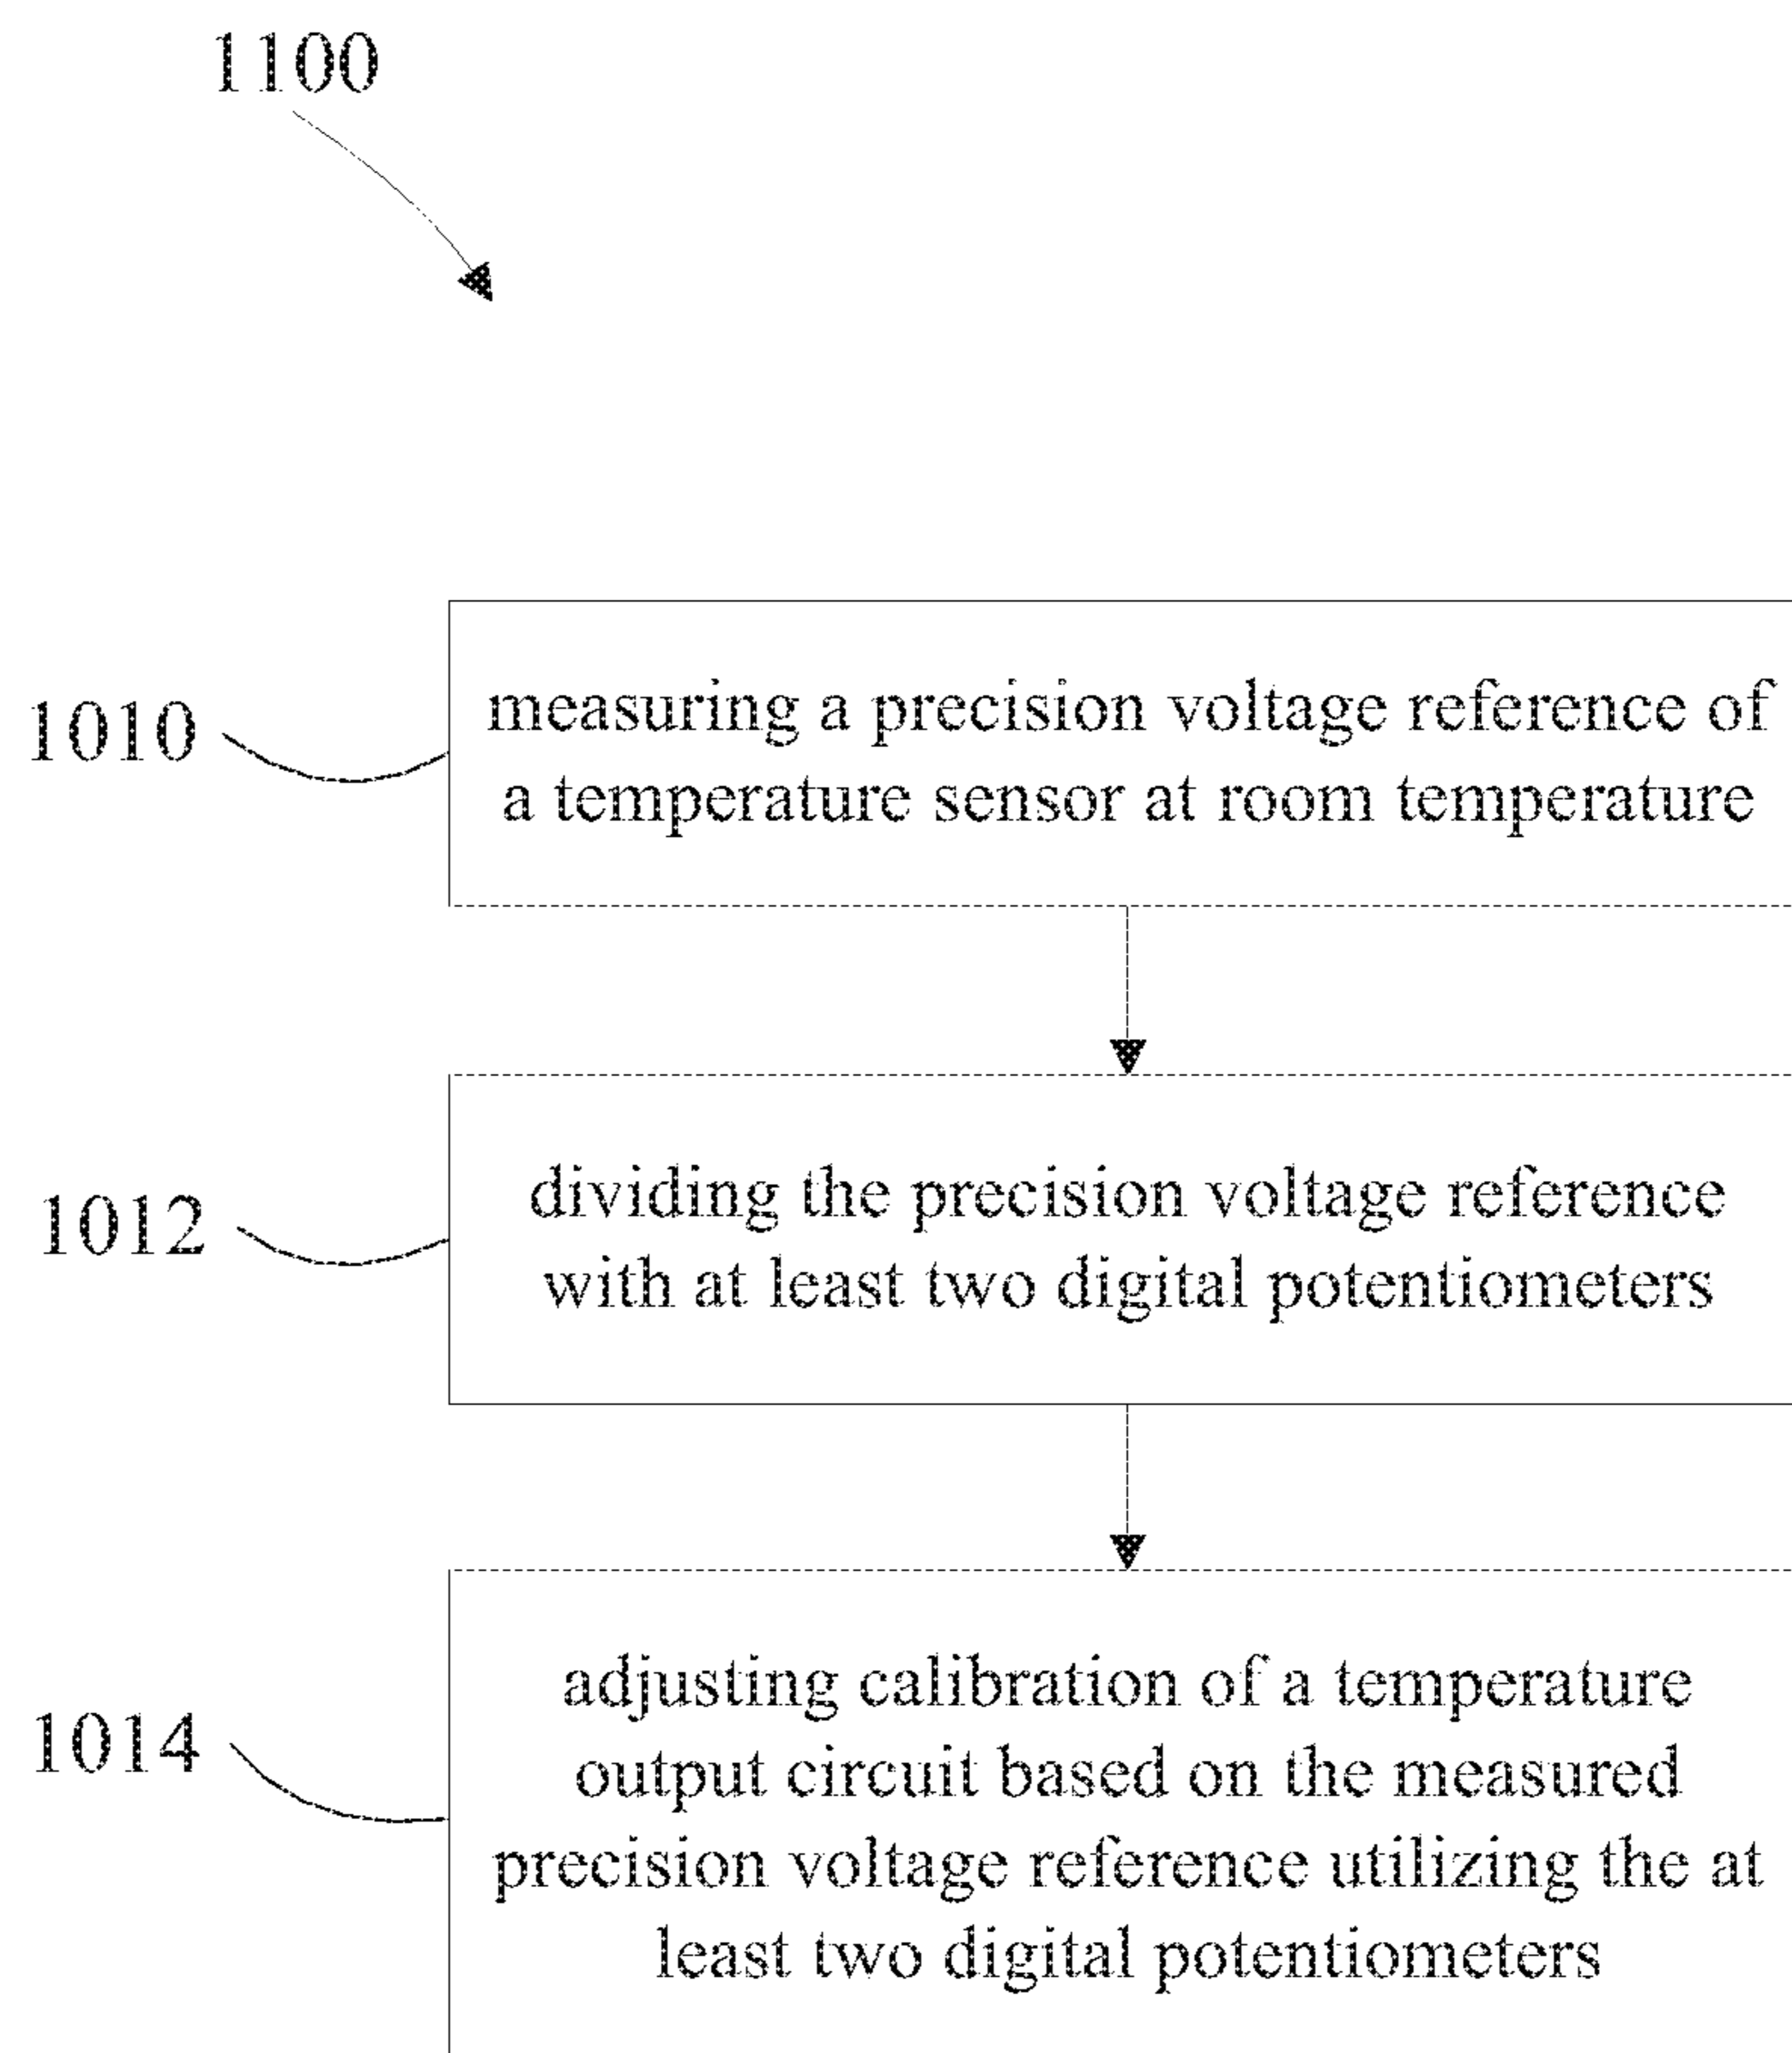 1100
1010
measuring a precision voltage reference of
a temperature sensor at room temperature
1012
dividing the precision voltage reference
with at least two digital potentiometers
1014
adjusting calibration of a temperature
output circuit based on the measured
precision voltage reference utilizing the at
least two digital potentiometers